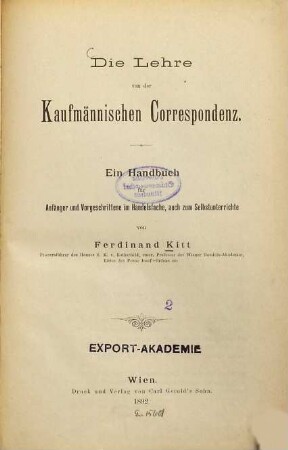 Die Lehre
von der
Kaufmännischen Correspondenz.
Ein Handbuch
für
Anfänger und Vorgeschrittene im Handelsfache, auch zum Selbstunterrichte
von
Ferdinand Kitt
2
EXPORT-AKADEMIE
Wien.
Druck und Verlag von Carl Gerold's Sohn.
1892